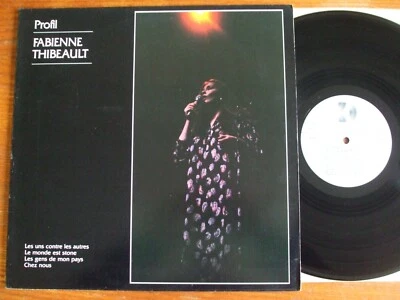 Profil
FABIENNE
THIBEAULT
Les uns contre les autres
Le monde est stone
Les gens de mon pays
Chez nous